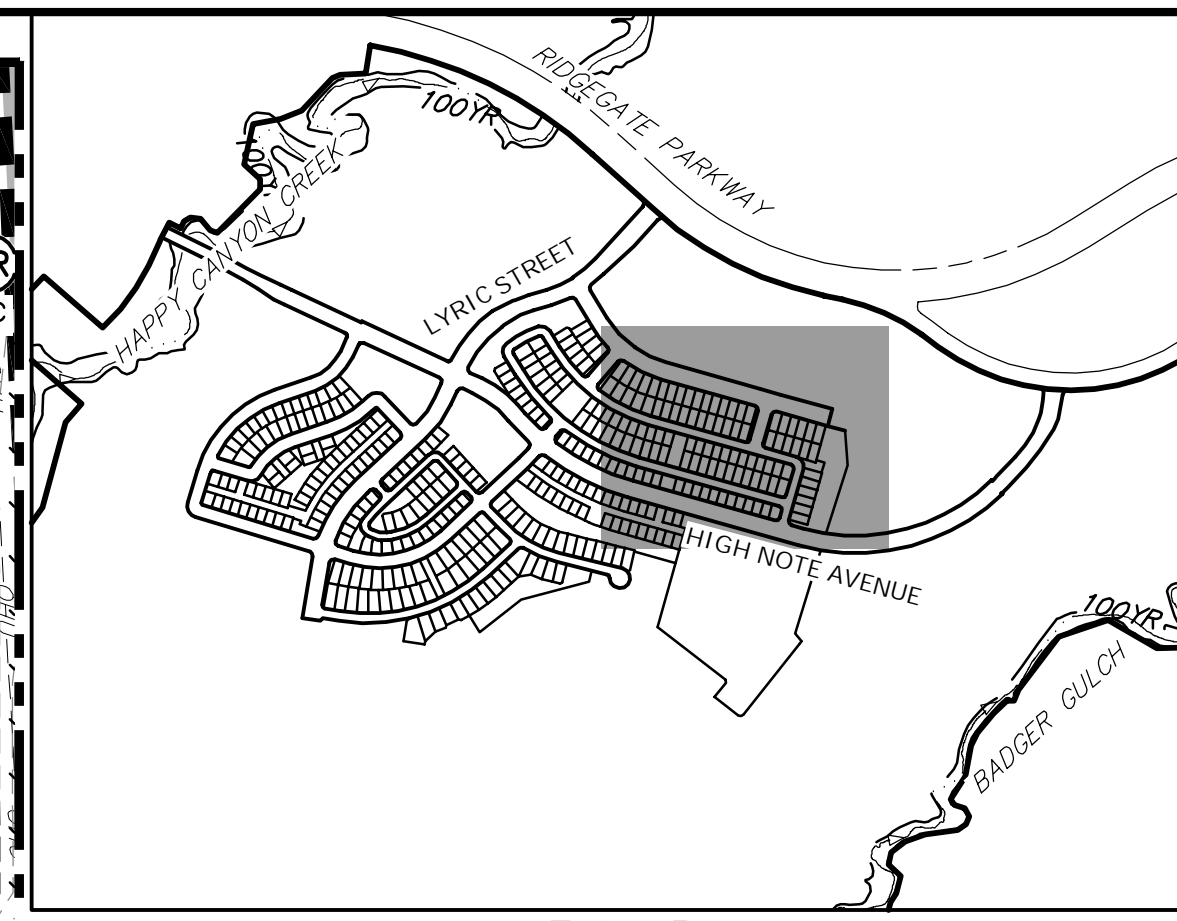 RIDGEGATE PARKWAY
100YR
HAPPY CANYON CREEK
LYRIC STREET
HIGH NOTE AVENUE
100YR
BADGER GULCH